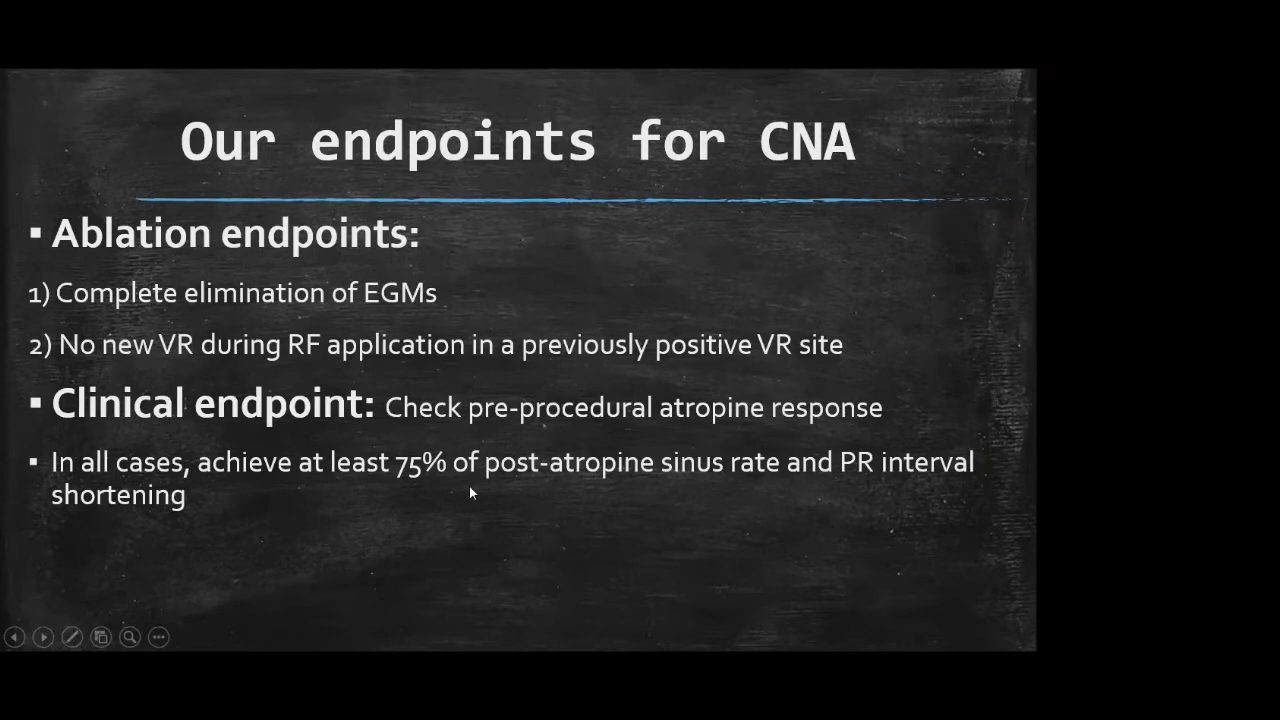 Our endpoints for CNA
▪ Ablation endpoints:
1) Complete elimination of EGMs
2) No new VR during RF application in a previously positive VR site
▪ Clinical endpoint: Check pre-procedural atropine response
▪ In all cases, achieve at least 75% of post-atropine sinus rate and PR interval
shortening